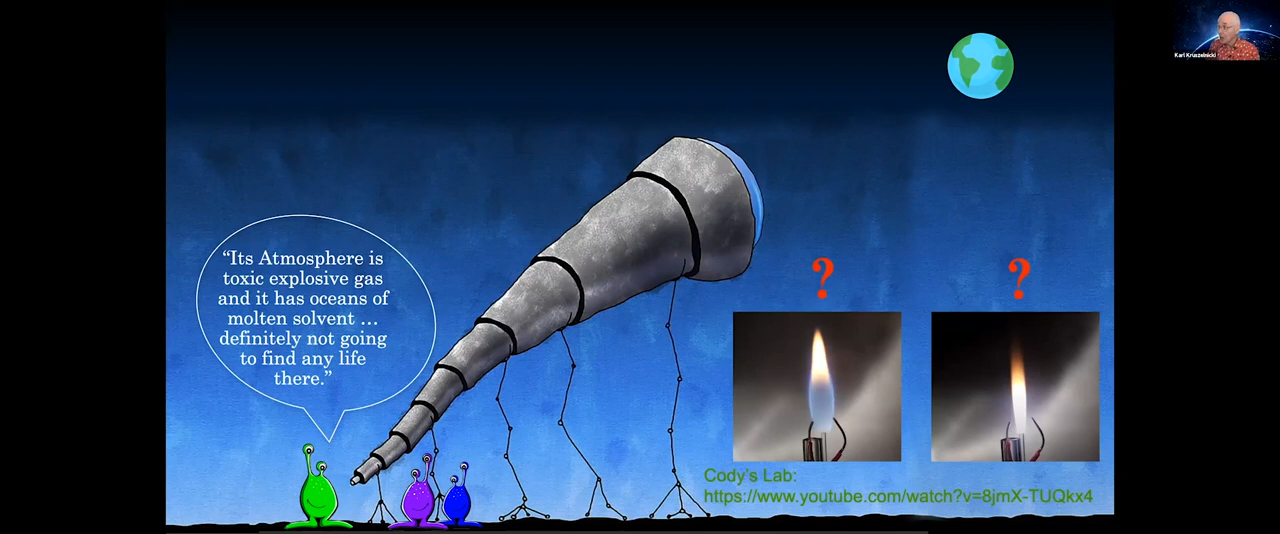 Karl Kruszelnicki
“Its Atmosphere is
toxic explosive gas
and it has oceans of
molten solvent ...
definitely not going
to find any life
there.”
?
?
Cody's Lab:
https://www.youtube.com/watch?v=8jmX-TUQkx4